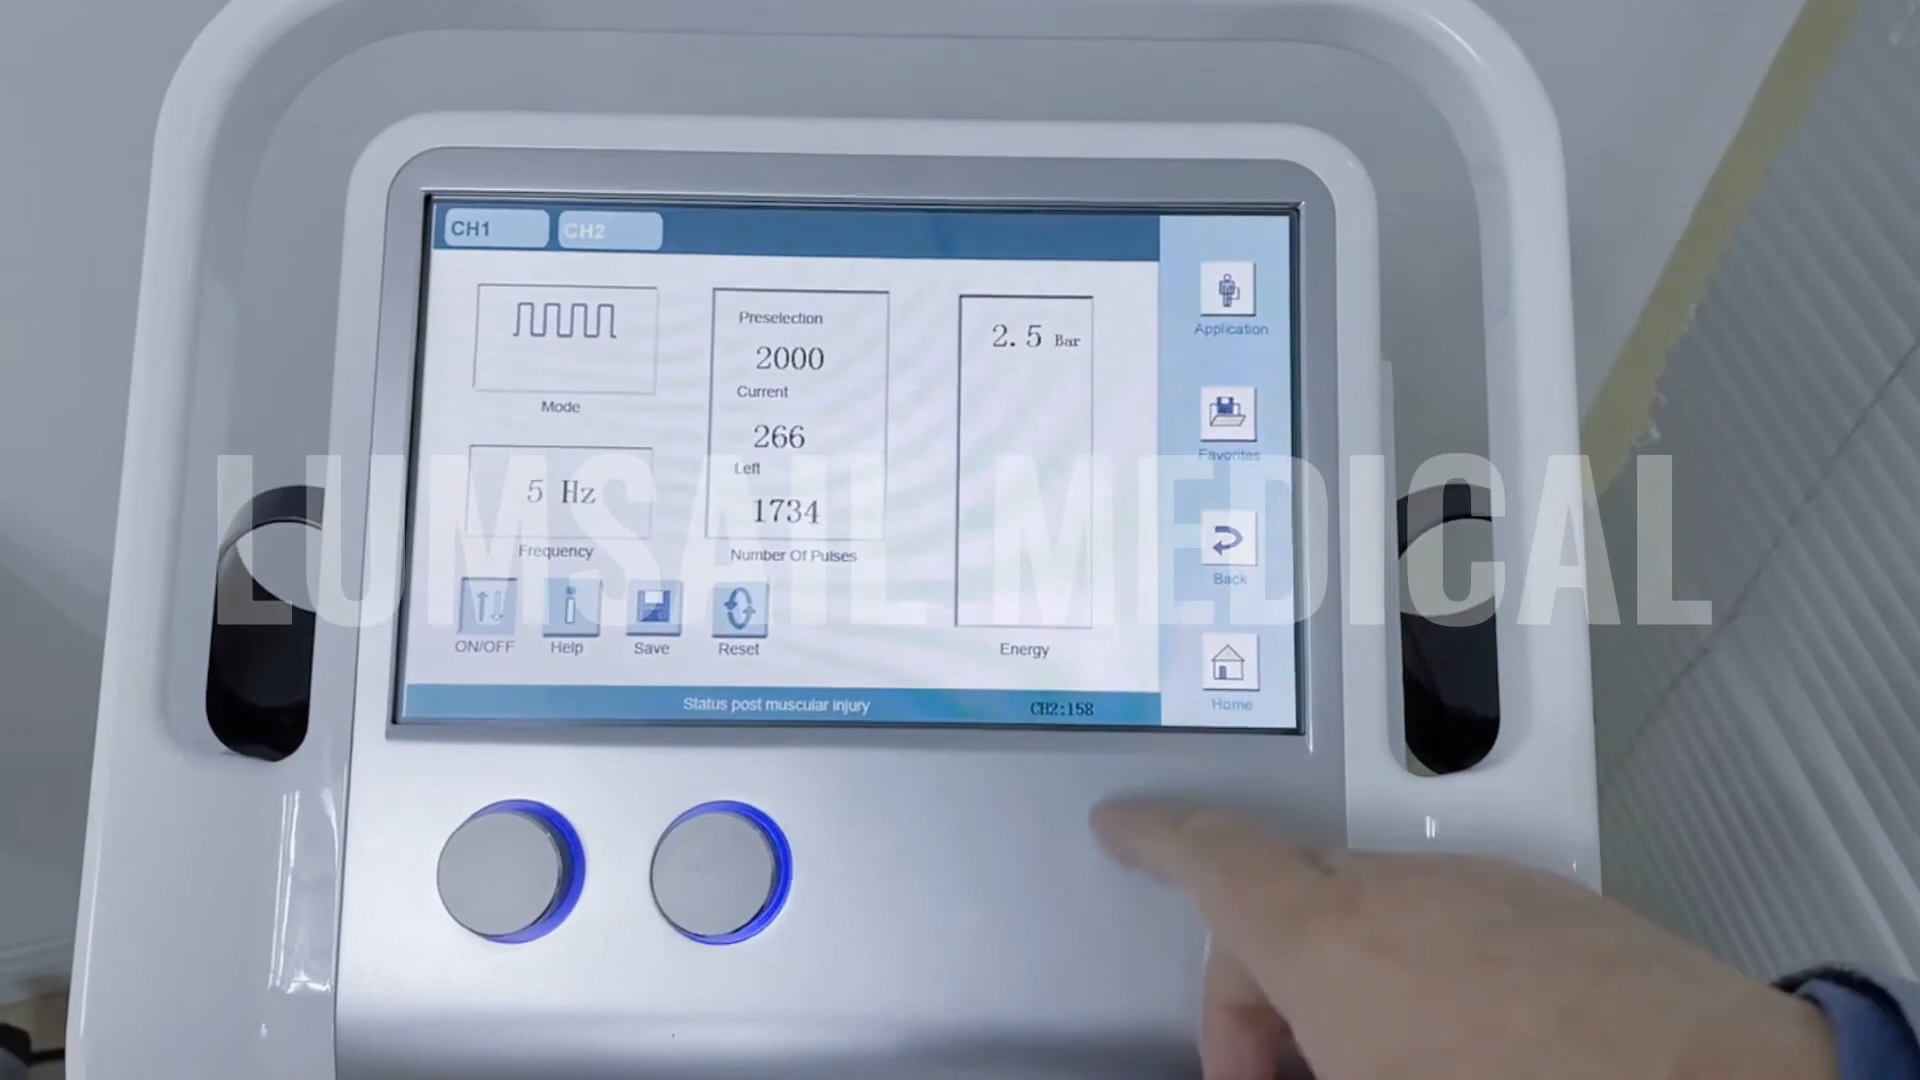 CH1
CH2
Preselection
2000
Current
266
Left
1734
Number Of Pulses
Mode
5 Hz
Frequency
2.5 Bar
Energy
ON/OFF
Help
Save
Reset
Application
Favorites
Back
Home
Status post muscular injury
CH2:158
LUMSAIL MEDICAL